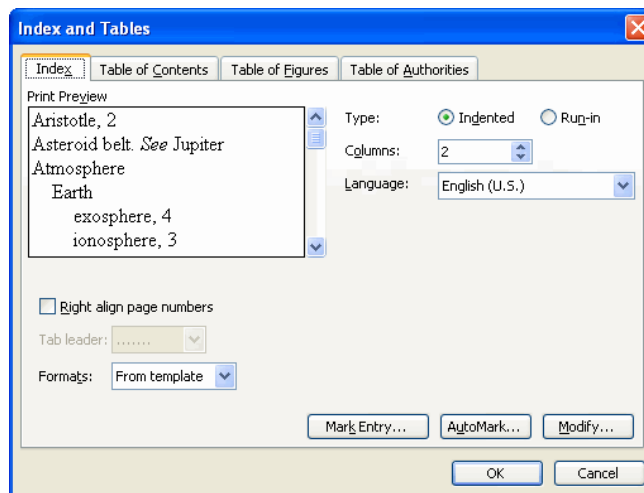 Index and Tables
Index
Table of Contents
Table of Figures
Table of Authorities
Print Preview
Aristotle, 2
Asteroid belt. See Jupiter
Atmosphere
Earth
exosphere, 4
ionosphere, 3
Type: Indented Run-in
Columns: 2
Language: English (U.S.)
Right align page numbers
Tab leader: .......
Formats: From template
Mark Entry... AutoMark... Modify...
OK Cancel